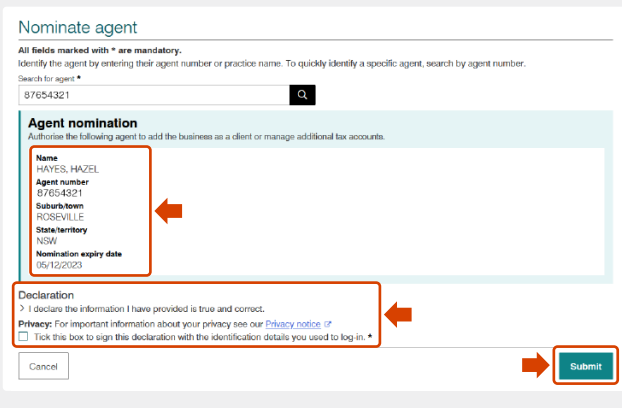 Nominate agent
All fields marked with * are mandatory.
Identify the agent by entering their agent number or practice name. To quickly identify a specific agent, search by agent number.
Search for agent *
87654321
Agent nomination
Authorise the following agent to add the business as a client or manage additional tax accounts.
Name
HAYES, HAZEL
Agent number
87654321
Suburb/town
ROSEVILLE
State/territory
NSW
Nomination expiry date
05/12/2023
Declaration
> I declare the information I have provided is true and correct.
Privacy: For important information about your privacy see our Privacy notice
Tick this box to sign this declaration with the identification details you used to log-in. *
Cancel
Submit